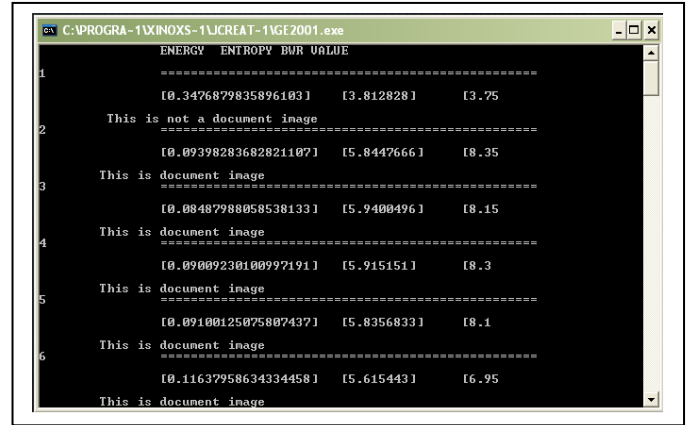 C:\PROGRA~1\XINOXS~1\JCREAT~1\GE2001.exe
ENERGY ENTROPY BWR VALUE
1 ==================================================
[0.3476879835896103] [3.812828] [3.75
This is not a document image
2 ==================================================
[0.09398283682821107] [5.8447666] [8.35
This is document image
3 ==================================================
[0.08487988058538133] [5.9400496] [8.15
This is document image
4 ==================================================
[0.09009230100997191] [5.915151] [8.3
This is document image
5 ==================================================
[0.09100125075807437] [5.8356833] [8.1
This is document image
6 ==================================================
[0.11637958634334458] [5.615443] [6.95
This is document image